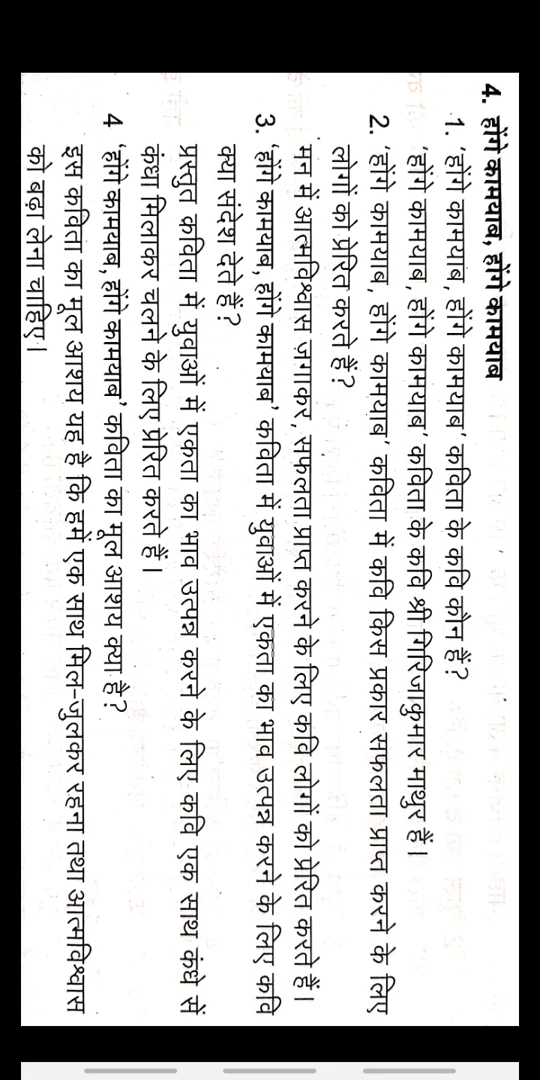 4. होंगे कामयाब, होंगे कामयाब
1. 'होंगे कामयाब, होंगे कामयाब' कविता के कवि कौन हैं?
'होंगे कामयाब, होंगे कामयाब' कविता के कवि श्री गिरिजाकुमार माथुर हैं।
2. 'होंगे कामयाब, होंगे कामयाब' कविता में कवि किस प्रकार सफलता प्राप्त करने के लिए
लोगों को प्रेरित करते हैं?
मन में आत्मविश्वास जगाकर, सफलता प्राप्त करने के लिए कवि लोगों को प्रेरित करते हैं।
3. 'होंगे कामयाब, होंगे कामयाब' कविता में युवाओं में एकता का भाव उत्पन्न करने के लिए कवि
क्या संदेश देते हैं?
प्रस्तुत कविता में युवाओं में एकता का भाव उत्पन्न करने के लिए कवि एक साथ कंधे सें
कंधा मिलाकर चलने के लिए प्रेरित करते हैं।
4 'होंगे कामयाब, होंगे कामयाब' कविता का मूल आशय क्या है?
इस कविता का मूल आशय यह है कि हमें एक साथ मिल-जुलकर रहना तथा आत्मविश्वास
को बढ़ा लेना चाहिए।